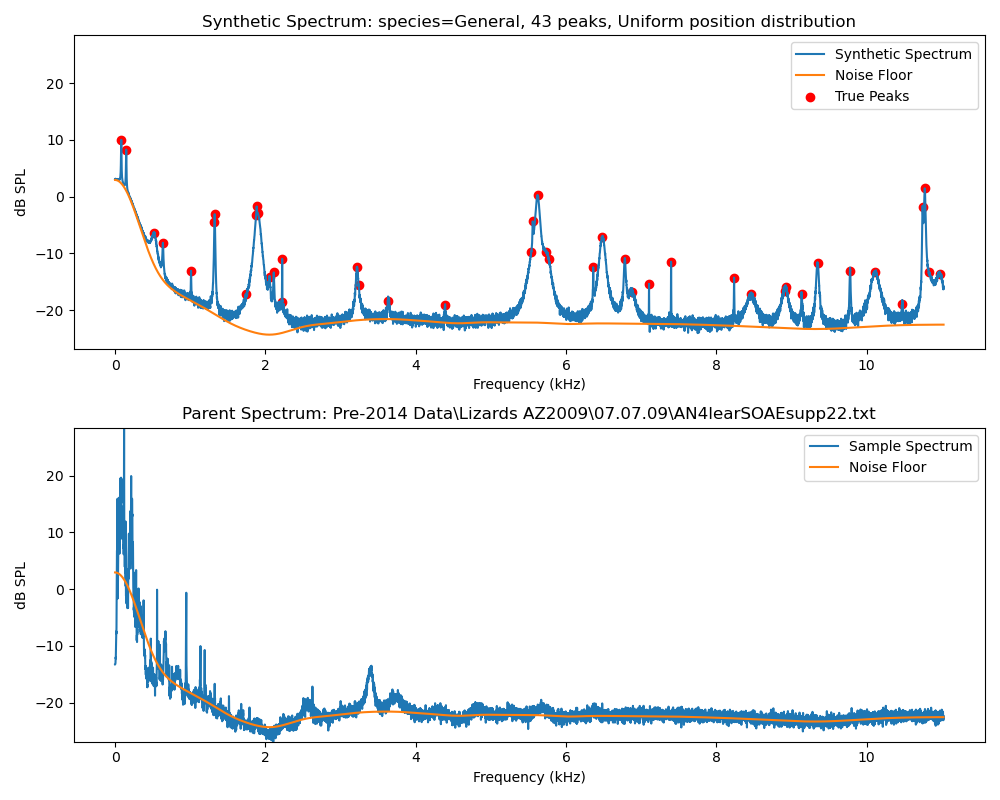 Synthetic Spectrum: species=General, 43 peaks, Uniform position distribution
Synthetic Spectrum
Noise Floor
True Peaks
dB SPL
20
10
0
−10
−20
0 2 4 6 8 10
Frequency (kHz)
Parent Spectrum: Pre-2014 Data\Lizards AZ2009\07.07.09\AN4learSOAEsupp22.txt
Sample Spectrum
Noise Floor
dB SPL
20
10
0
−10
−20
0 2 4 6 8 10
Frequency (kHz)